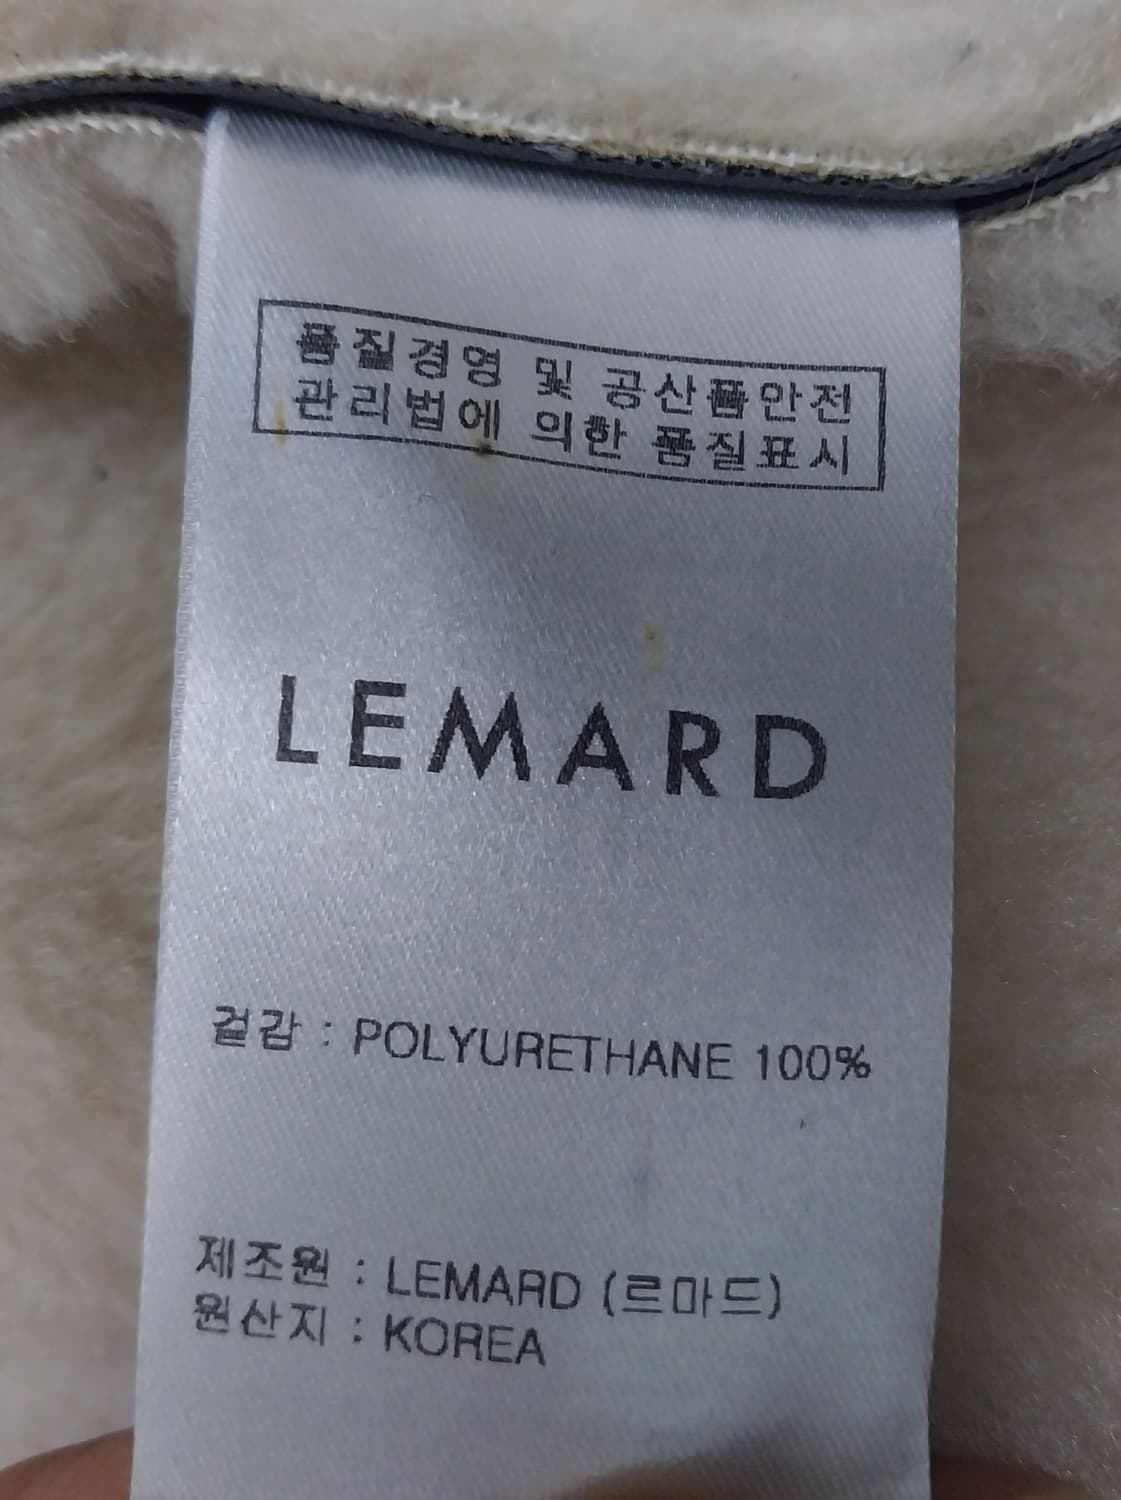 품질경영 및 공산품안전
관리법에 의한 품질표시
LEMARD
겉감 : POLYURETHANE 100%
제조원 : LEMARD (르마드)
원산지 : KOREA